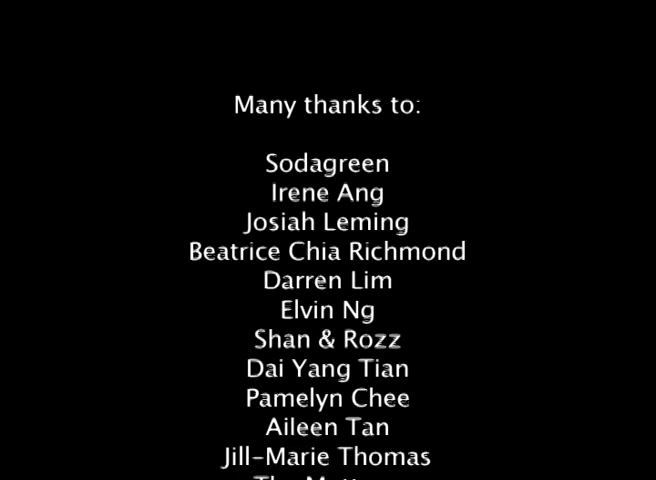 Many thanks to:
Sodagreen
Irene Ang
Josiah Leming
Beatrice Chia Richmond
Darren Lim
Elvin Ng
Shan & Rozz
Dai Yang Tian
Pamelyn Chee
Aileen Tan
Jill-Marie Thomas